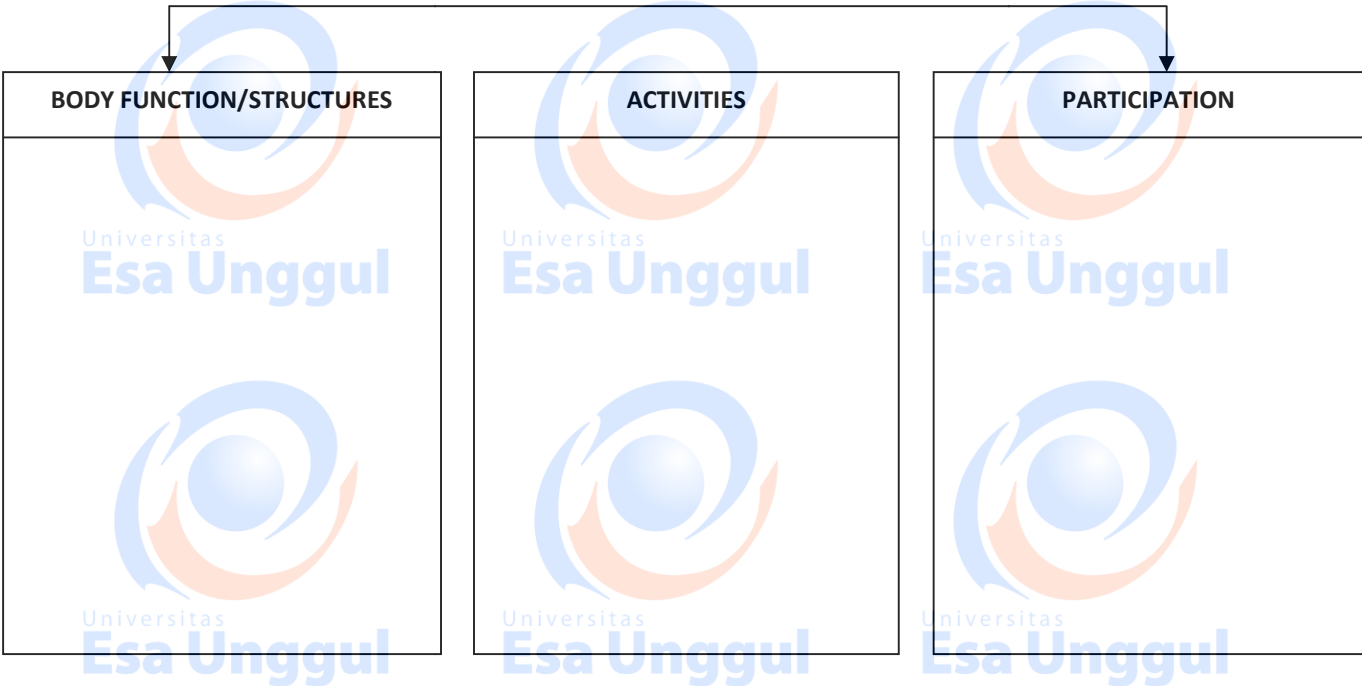 BODY FUNCTION/STRUCTURES
ACTIVITIES
PARTICIPATION
Universitas
Esa Unggul
Universitas
Esa Unggul
Universitas
Esa Unggul
Universitas
Esa Unggul
Universitas
Esa Unggul
Universitas
Esa Unggul